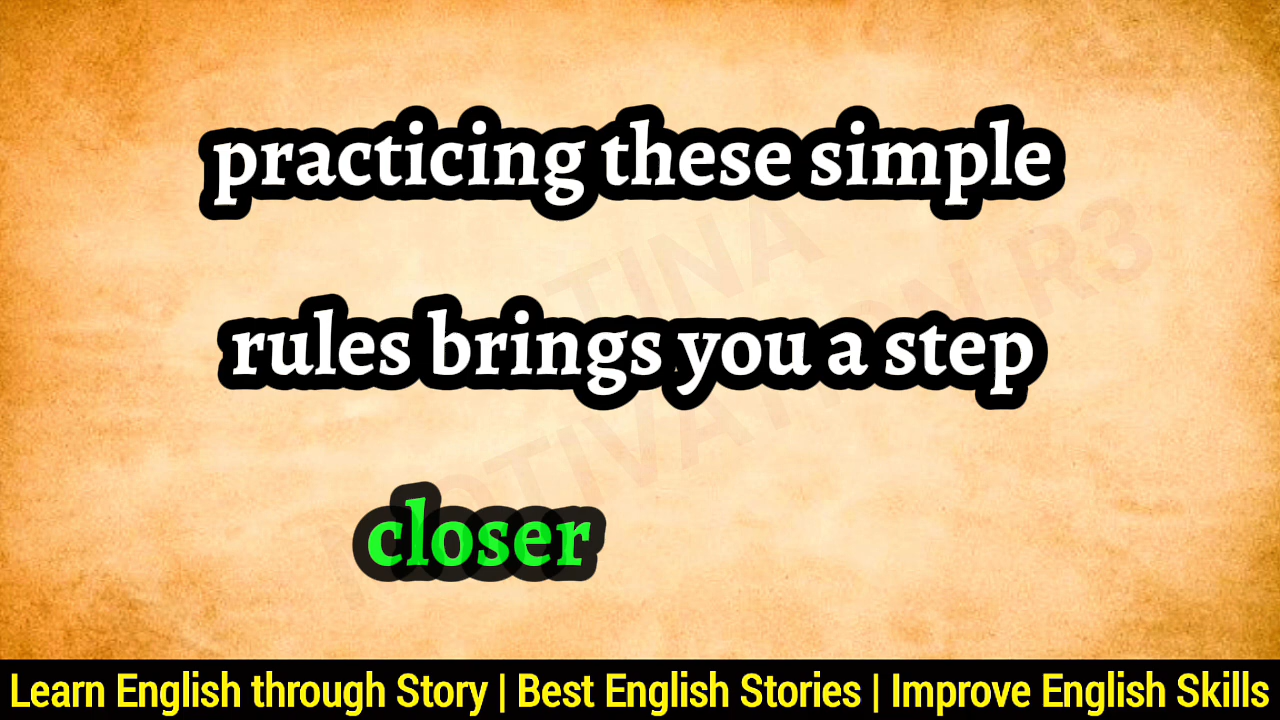 practicing these simple
rules brings you a step
closer
Learn English through Story | Best English Stories | Improve English Skills